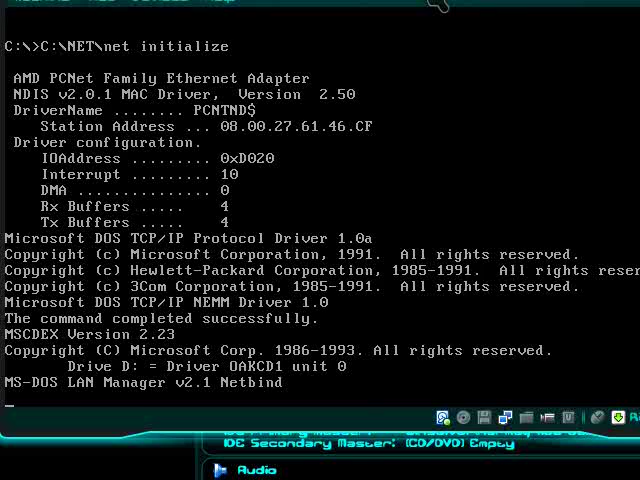 C:\>C:\NET\net initialize
AMD PCNet Family Ethernet Adapter
NDIS v2.0.1 MAC Driver,  Version  2.50
DriverName ........ PCNTND$
Station Address ... 08.00.27.61.46.CF
Driver configuration.
IOAddress ......... 0xD020
Interrupt ......... 10
DMA ............... 0
Rx Buffers .....    4
Tx Buffers .....    4
Microsoft DOS TCP/IP Protocol Driver 1.0a
Copyright (c) Microsoft Corporation, 1991.  All rights reserved.
Copyright (c) Hewlett-Packard Corporation, 1985-1991.  All rights reser
Copyright (c) 3Com Corporation, 1985-1991.  All rights reserved.
Microsoft DOS TCP/IP NEMM Driver 1.0
The command completed successfully.
MSCDEX Version 2.23
Copyright (C) Microsoft Corp. 1986-1993. All rights reserved.
Drive D: = Driver OAKCD1 unit 0
MS-DOS LAN Manager v2.1 Netbind
IDE Secondary Master: [CD/DVD] Empty
Audio